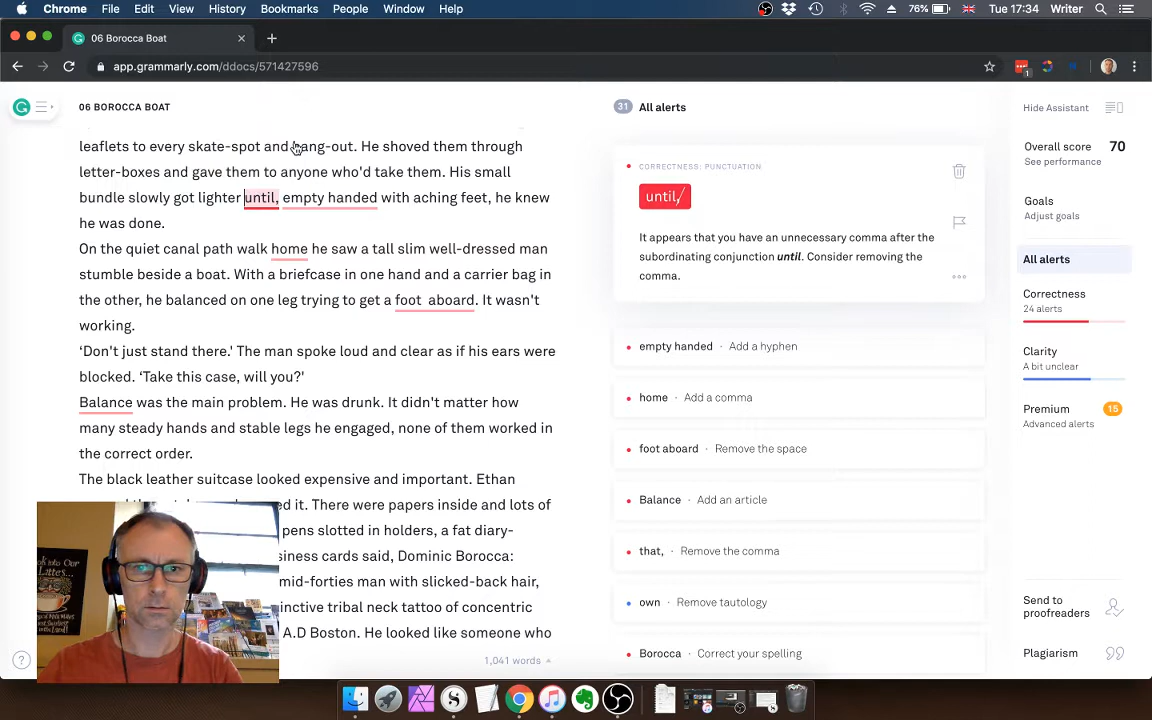 Chrome File Edit View History Bookmarks People Window Help 76% Tue 17:34 Writer
06 Borocca Boat
app.grammarly.com/ddocs/571427596
1
06 BOROCCA BOAT
leaflets to every skate-spot and hang-out. He shoved them through
letter-boxes and gave them to anyone who'd take them. His small
bundle slowly got lighter until, empty handed with aching feet, he knew
he was done.
On the quiet canal path walk home he saw a tall slim well-dressed man
stumble beside a boat. With a briefcase in one hand and a carrier bag in
the other, he balanced on one leg trying to get a foot  aboard. It wasn't
working.
‘Don't just stand there.' The man spoke loud and clear as if his ears were
blocked. ‘Take this case, will you?'
Balance was the main problem. He was drunk. It didn't matter how
many steady hands and stable legs he engaged, none of them worked in
the correct order.
The black leather suitcase looked expensive and important. Ethan
ed it. There were papers inside and lots of
pens slotted in holders, a fat diary-
siness cards said, Dominic Borocca:
mid-forties man with slicked-back hair,
inctive tribal neck tattoo of concentric
A.D Boston. He looked like someone who
1,041 words
31 All alerts
CORRECTNESS: PUNCTUATION
until,
It appears that you have an unnecessary comma after the
subordinating conjunction until. Consider removing the
comma.
empty handed · Add a hyphen
home · Add a comma
foot aboard · Remove the space
Balance · Add an article
that, · Remove the comma
own · Remove tautology
Borocca · Correct your spelling
Hide Assistant
Overall score 70
See performance
Goals
Adjust goals
All alerts
Correctness
24 alerts
Clarity
A bit unclear
Premium 15
Advanced alerts
Send to
proofreaders
Plagiarism